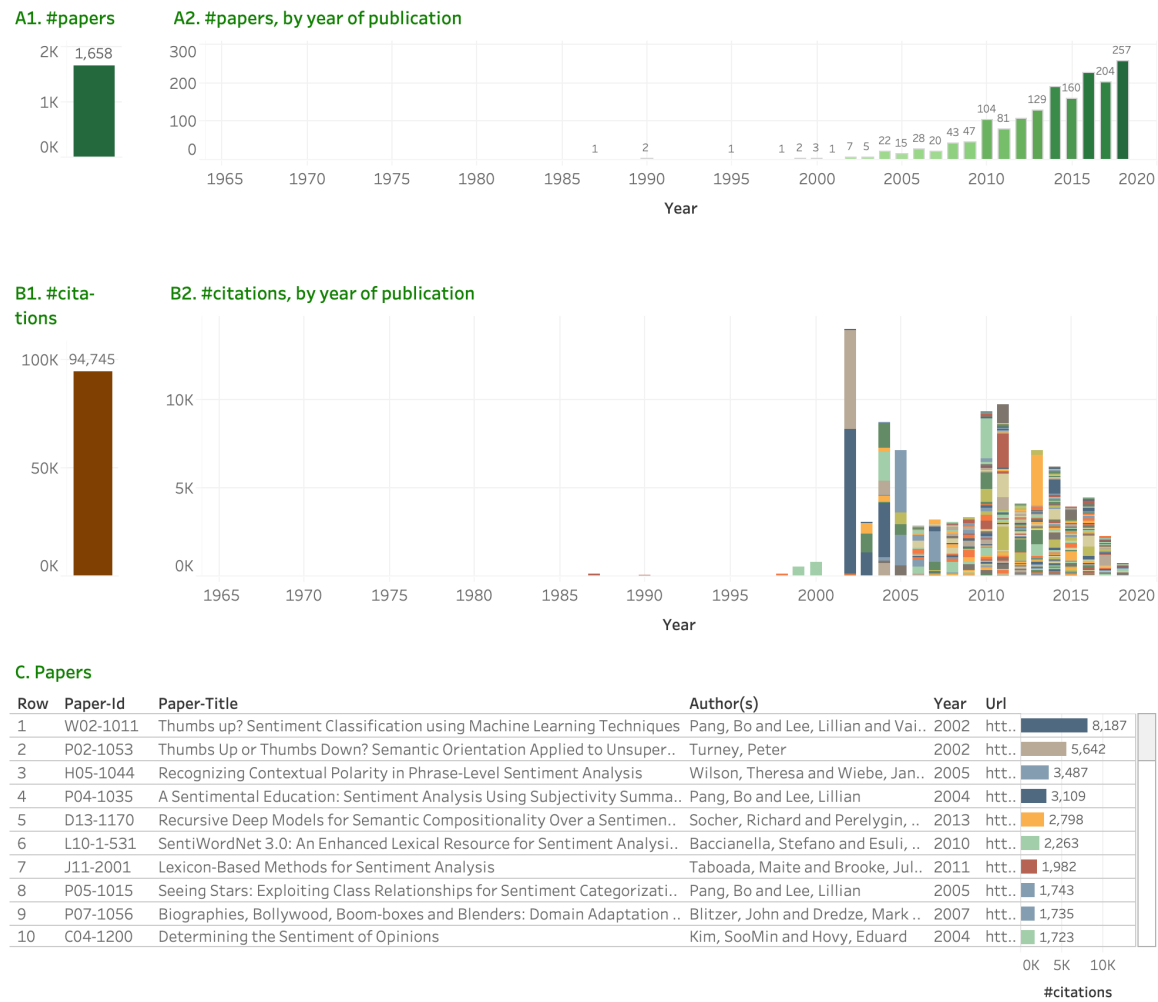 A1. #papers
A2. #papers, by year of publication
2K
1K
0K
1,658
300
200
100
0
1
2
1
1
2
3
1
7
5
22
15
28
20
43
47
104
81
129
160
204
257
1965
1970
1975
1980
1985
1990
1995
2000
2005
2010
2015
2020
Year
B1. #cita-
tions
B2. #citations, by year of publication
100K
50K
0K
94,745
10K
5K
0K
1965
1970
1975
1980
1985
1990
1995
2000
2005
2010
2015
2020
Year
C. Papers
Row Paper-Id Paper-Title Author(s) Year Url
1 W02-1011 Thumbs up? Sentiment Classification using Machine Learning Techniques Pang, Bo and Lee, Lillian and Vai.. 2002 htt.. 8,187
2 P02-1053 Thumbs Up or Thumbs Down? Semantic Orientation Applied to Unsuper.. Turney, Peter 2002 htt.. 5,642
3 H05-1044 Recognizing Contextual Polarity in Phrase-Level Sentiment Analysis Wilson, Theresa and Wiebe, Jan.. 2005 htt.. 3,487
4 P04-1035 A Sentimental Education: Sentiment Analysis Using Subjectivity Summa.. Pang, Bo and Lee, Lillian 2004 htt.. 3,109
5 D13-1170 Recursive Deep Models for Semantic Compositionality Over a Sentimen.. Socher, Richard and Perelygin, .. 2013 htt.. 2,798
6 L10-1-531 SentiWordNet 3.0: An Enhanced Lexical Resource for Sentiment Analysi.. Baccianella, Stefano and Esuli, .. 2010 htt.. 2,263
7 J11-2001 Lexicon-Based Methods for Sentiment Analysis Taboada, Maite and Brooke, Jul.. 2011 htt.. 1,982
8 P05-1015 Seeing Stars: Exploiting Class Relationships for Sentiment Categorizati.. Pang, Bo and Lee, Lillian 2005 htt.. 1,743
9 P07-1056 Biographies, Bollywood, Boom-boxes and Blenders: Domain Adaptation .. Blitzer, John and Dredze, Mark .. 2007 htt.. 1,735
10 C04-1200 Determining the Sentiment of Opinions Kim, SooMin and Hovy, Eduard 2004 htt.. 1,723
0K 5K 10K
#citations